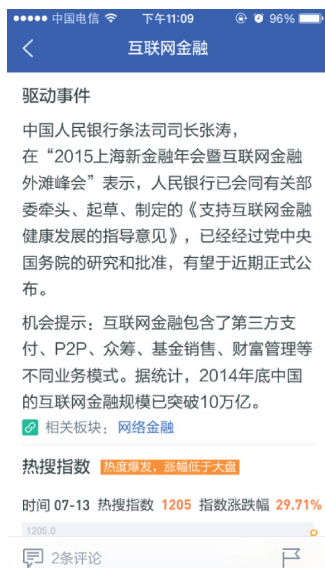 中国电信 下午11:09 96%
互联网金融
驱动事件
中国人民银行条法司司长张涛，
在“2015上海新金融年会暨互联网金融
外滩峰会”表示，人民银行已会同有关部
委牵头、起草、制定的《支持互联网金融
健康发展的指导意见》，已经经过党中央
国务院的研究和批准，有望于近期正式公
布。
机会提示：互联网金融包含了第三方支
付、P2P、众筹、基金销售、财富管理等
不同业务模式。据统计，2014年底中国
的互联网金融规模已突破10万亿。
相关板块：网络金融
热搜指数 热度爆发，涨幅低于大盘
时间 07-13 热搜指数 1205 指数涨跌幅 29.71%
1205.0
2条评论